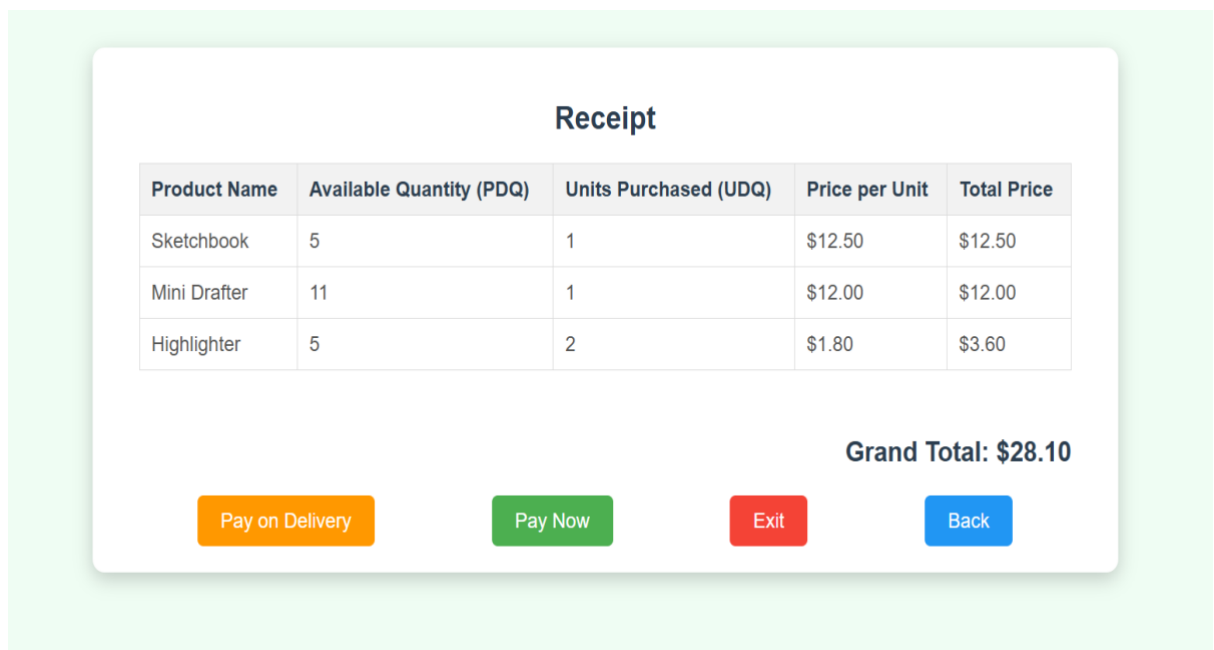 Receipt
Product Name Available Quantity (PDQ) Units Purchased (UDQ) Price per Unit Total Price
Sketchbook 5 1 $12.50 $12.50
Mini Drafter 11 1 $12.00 $12.00
Highlighter 5 2 $1.80 $3.60
Grand Total: $28.10
Pay on Delivery Pay Now Exit Back